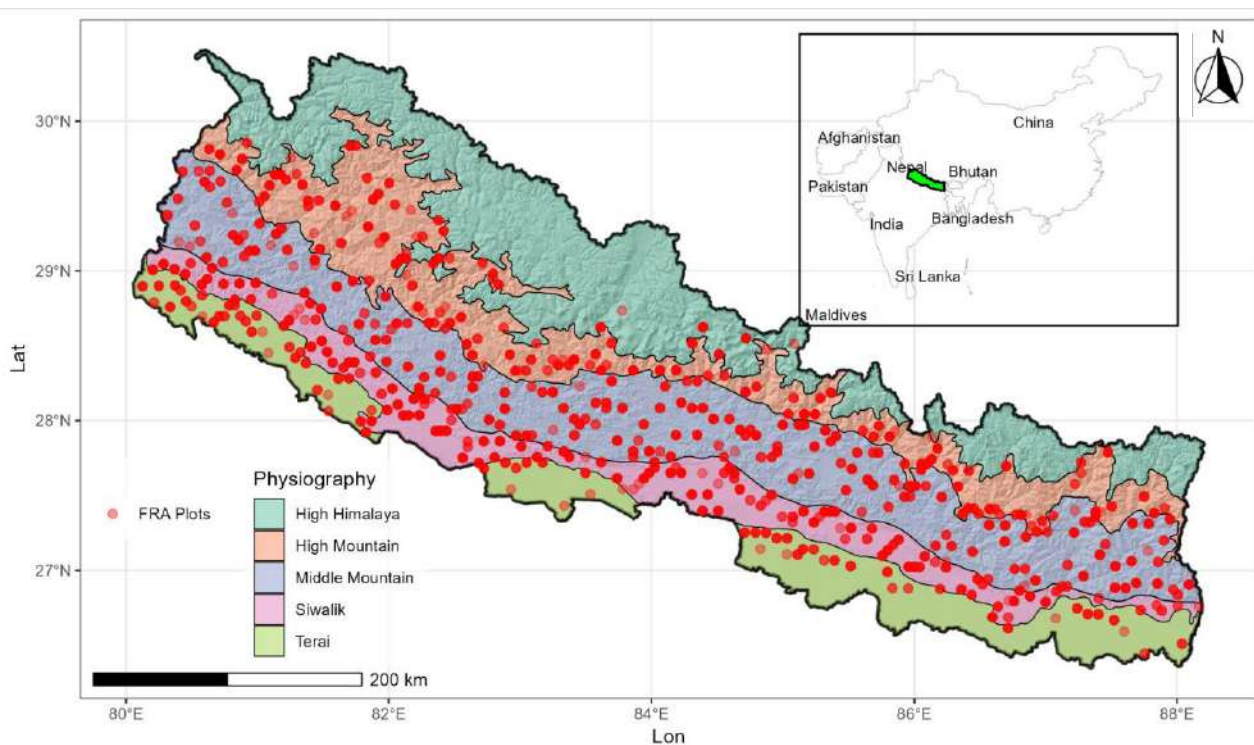 N
30°N
29°N
28°N
27°N
Lat
Afghanistan
China
Nepal
Bhutan
Pakistan
India
Bangladesh
Sri Lanka
Maldives
Physiography
FRA Plots
High Himalaya
High Mountain
Middle Mountain
Siwalik
Terai
200 km
80°E
82°E
84°E
86°E
88°E
Lon